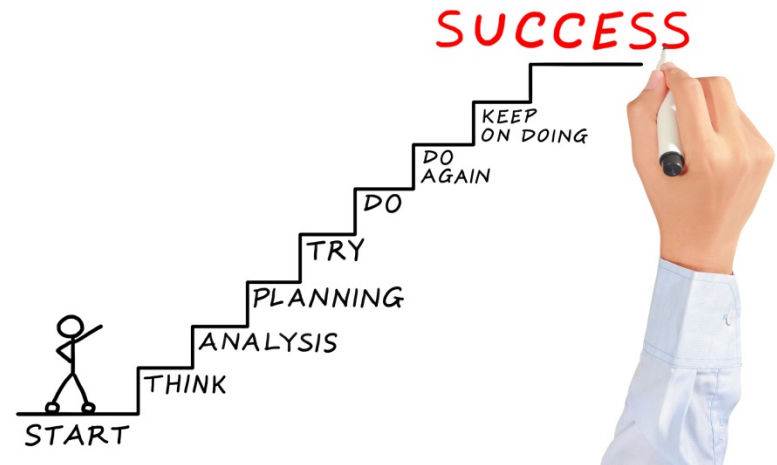 SUCCESS
KEEP
ON DOING
DO
AGAIN
DO
TRY
PLANNING
ANALYSIS
THINK
START